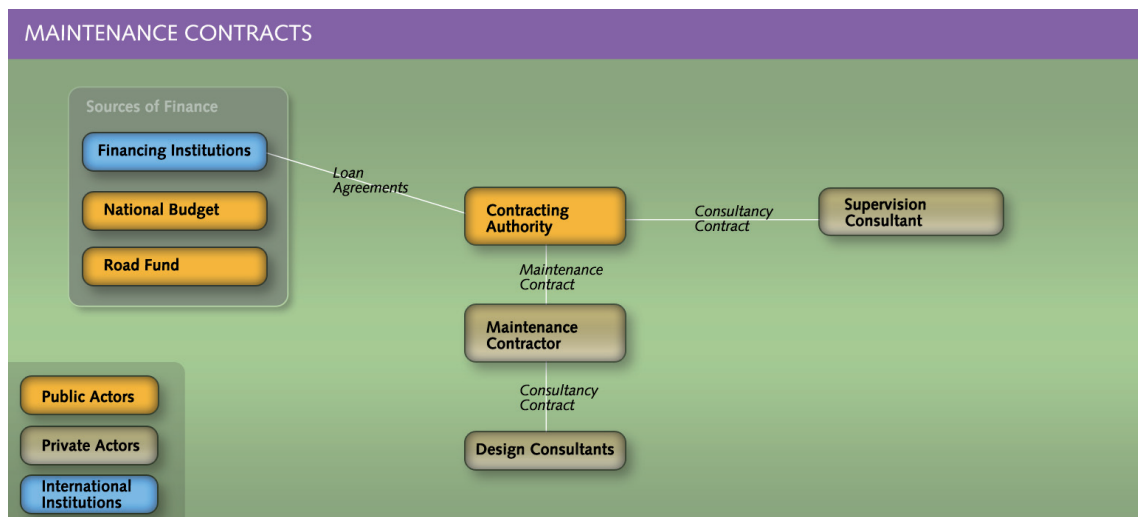 MAINTENANCE CONTRACTS
Sources of Finance
Financing Institutions
National Budget
Road Fund
Loan
Agreements
Contracting
Authority
Consultancy
Contract
Supervision
Consultant
Maintenance
Contract
Maintenance
Contractor
Consultancy
Contract
Design Consultants
Public Actors
Private Actors
International
Institutions